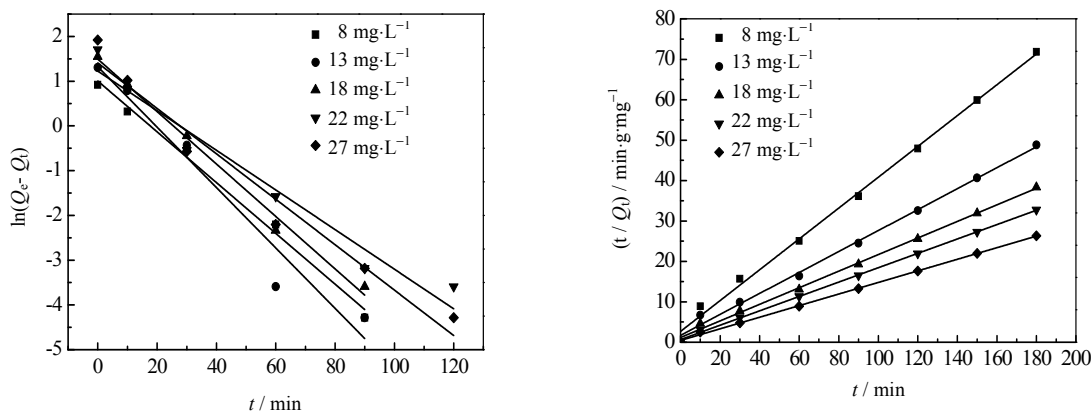 2
1
0
-1
-2
-3
-4
-5
0 20 40 60 80 100 120
ln(Qe- Qt)
t / min
8 mg·L−1
13 mg·L−1
18 mg·L−1
22 mg·L−1
27 mg·L−1
80
70
60
50
40
30
20
10
0
0 20 40 60 80 100 120 140 160 180 200
(t / Qt) / min·g·mg−1
t / min
8 mg·L−1
13 mg·L−1
18 mg·L−1
22 mg·L−1
27 mg·L−1